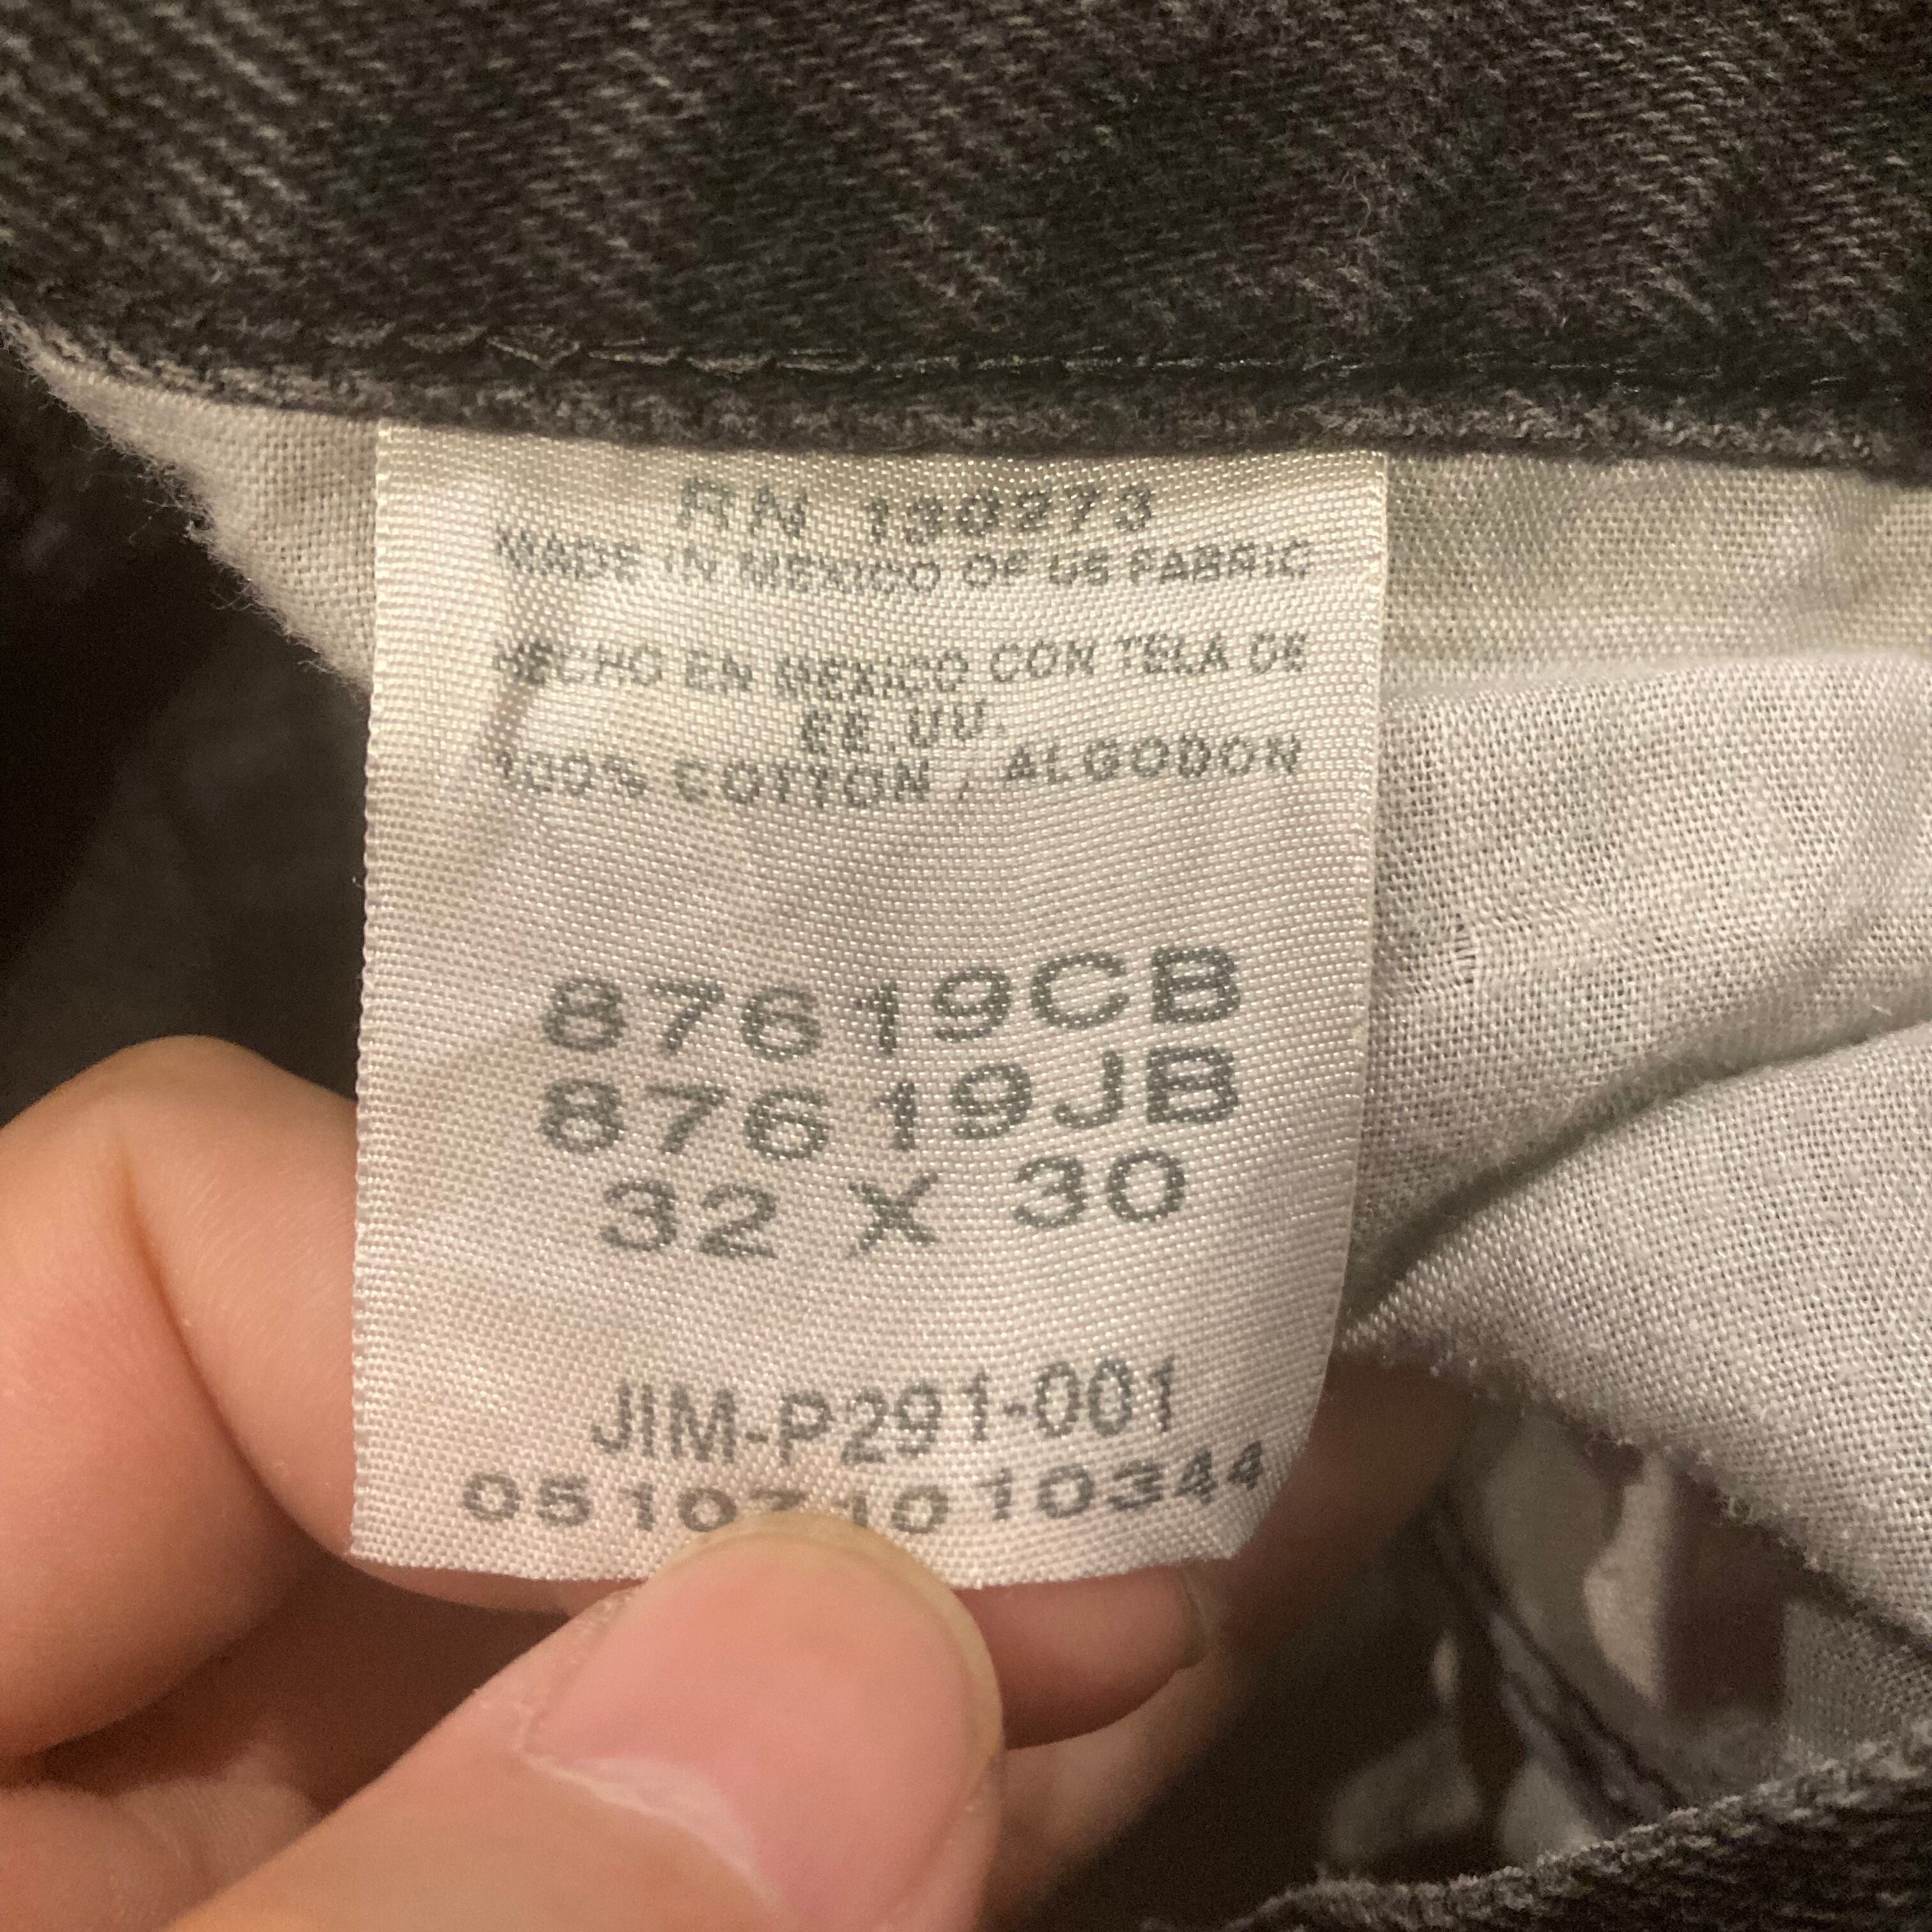 RN 130273
MADE IN MEXICO OF US FABRIC
HECHO EN MEXICO CON TELA DE
EE.UU.
100% COTTON / ALGODON
87619CB
87619JB
32 X 30
JIM-P291-001
10344